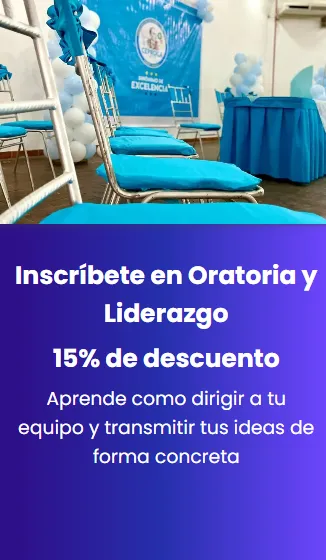 EXCELENCIA
Inscríbete en Oratoria y
Liderazgo
15% de descuento
Aprende como dirigir a tu
equipo y transmitir tus ideas de
forma concreta